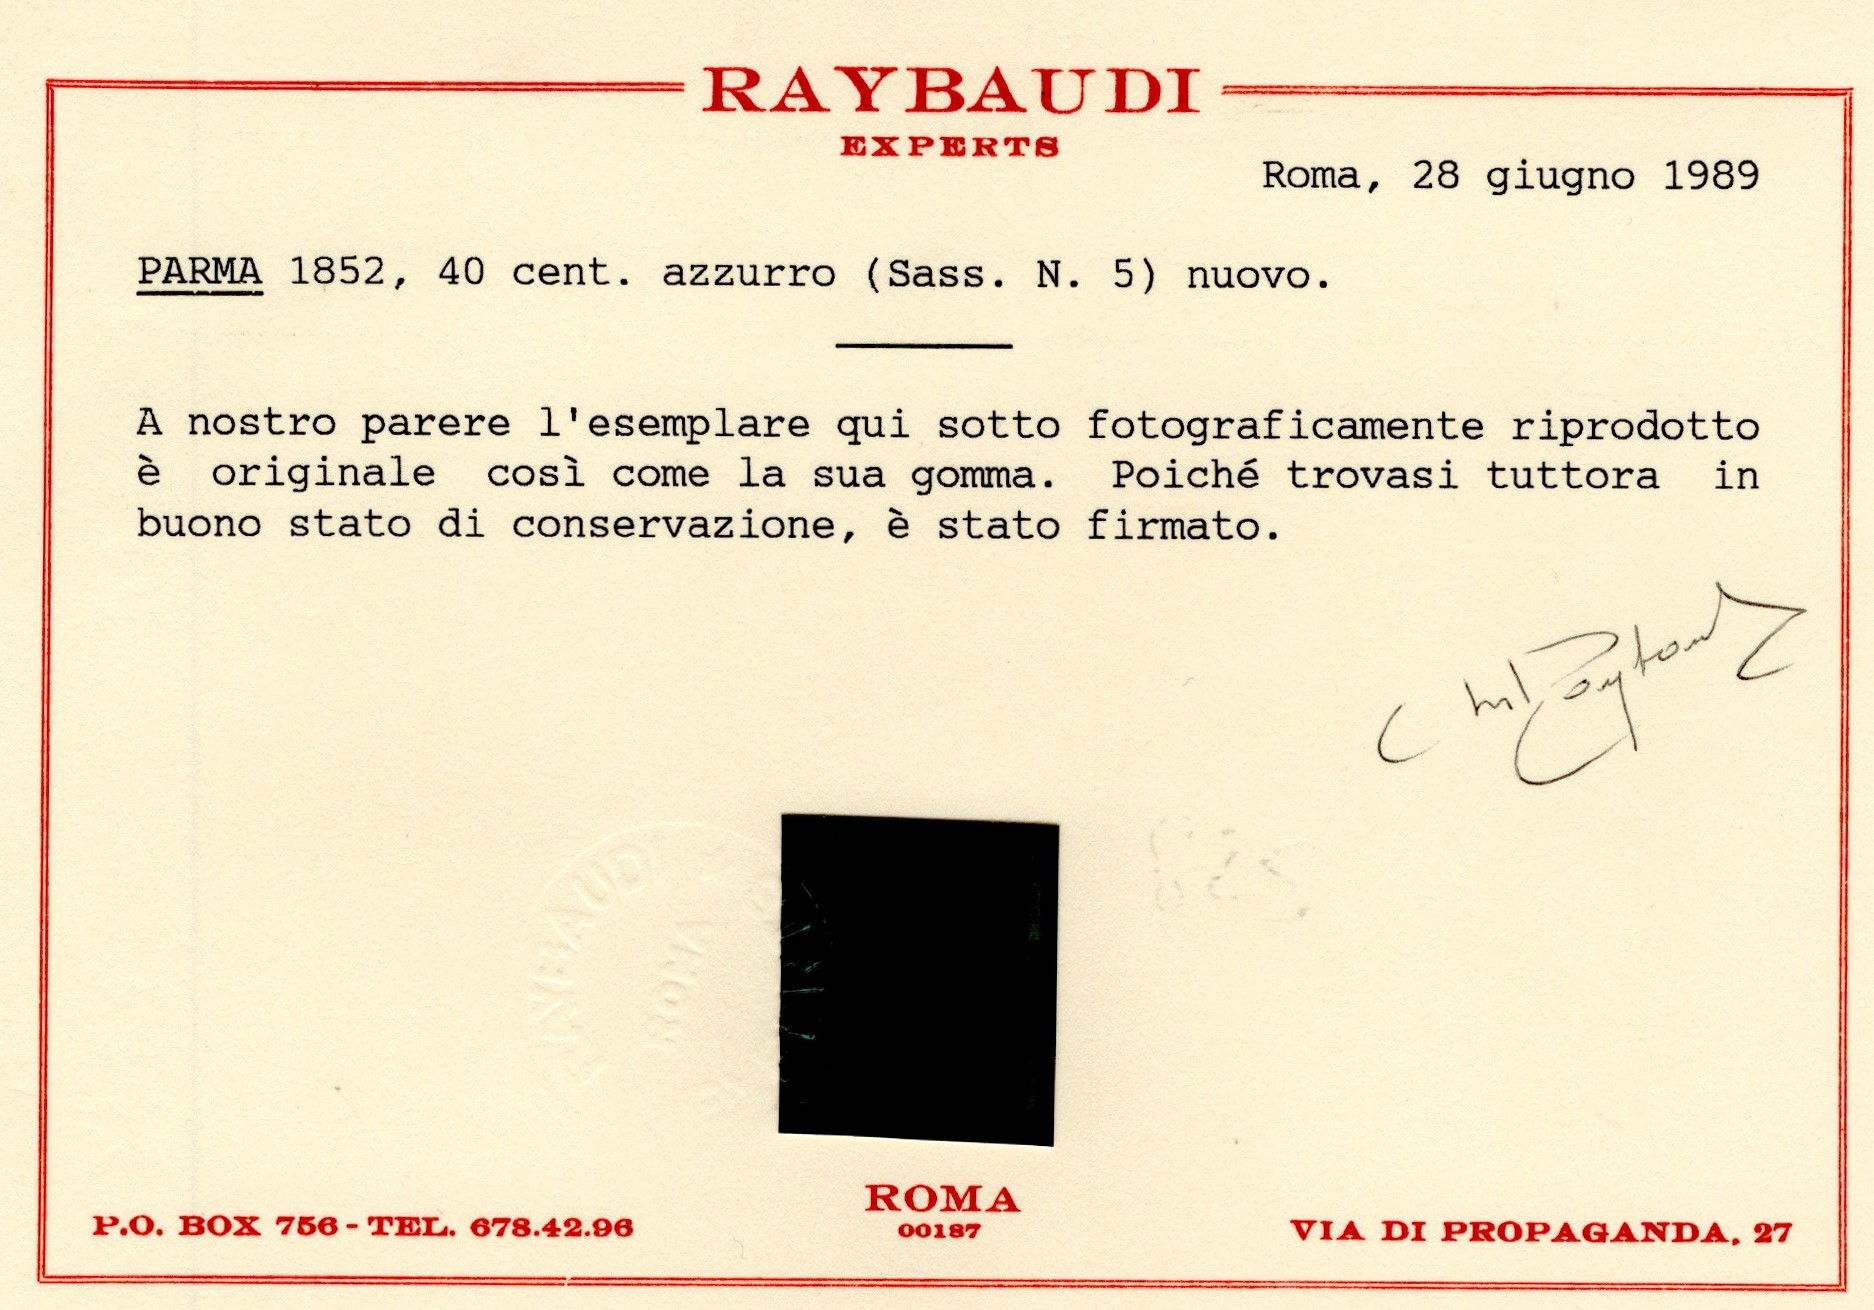 RAYBAUDI
EXPERTS
Roma, 28 giugno 1989
PARMA 1852, 40 cent. azzurro (Sass. N. 5) nuovo.
A nostro parere l'esemplare qui sotto fotograficamente riprodotto
è originale così come la sua gomma. Poiché trovasi tuttora in
buono stato di conservazione, è stato firmato.
RAYBAUDI
ROMA
ROMA
00187
P.O. BOX 756 - TEL. 678.42.96
VIA DI PROPAGANDA, 27